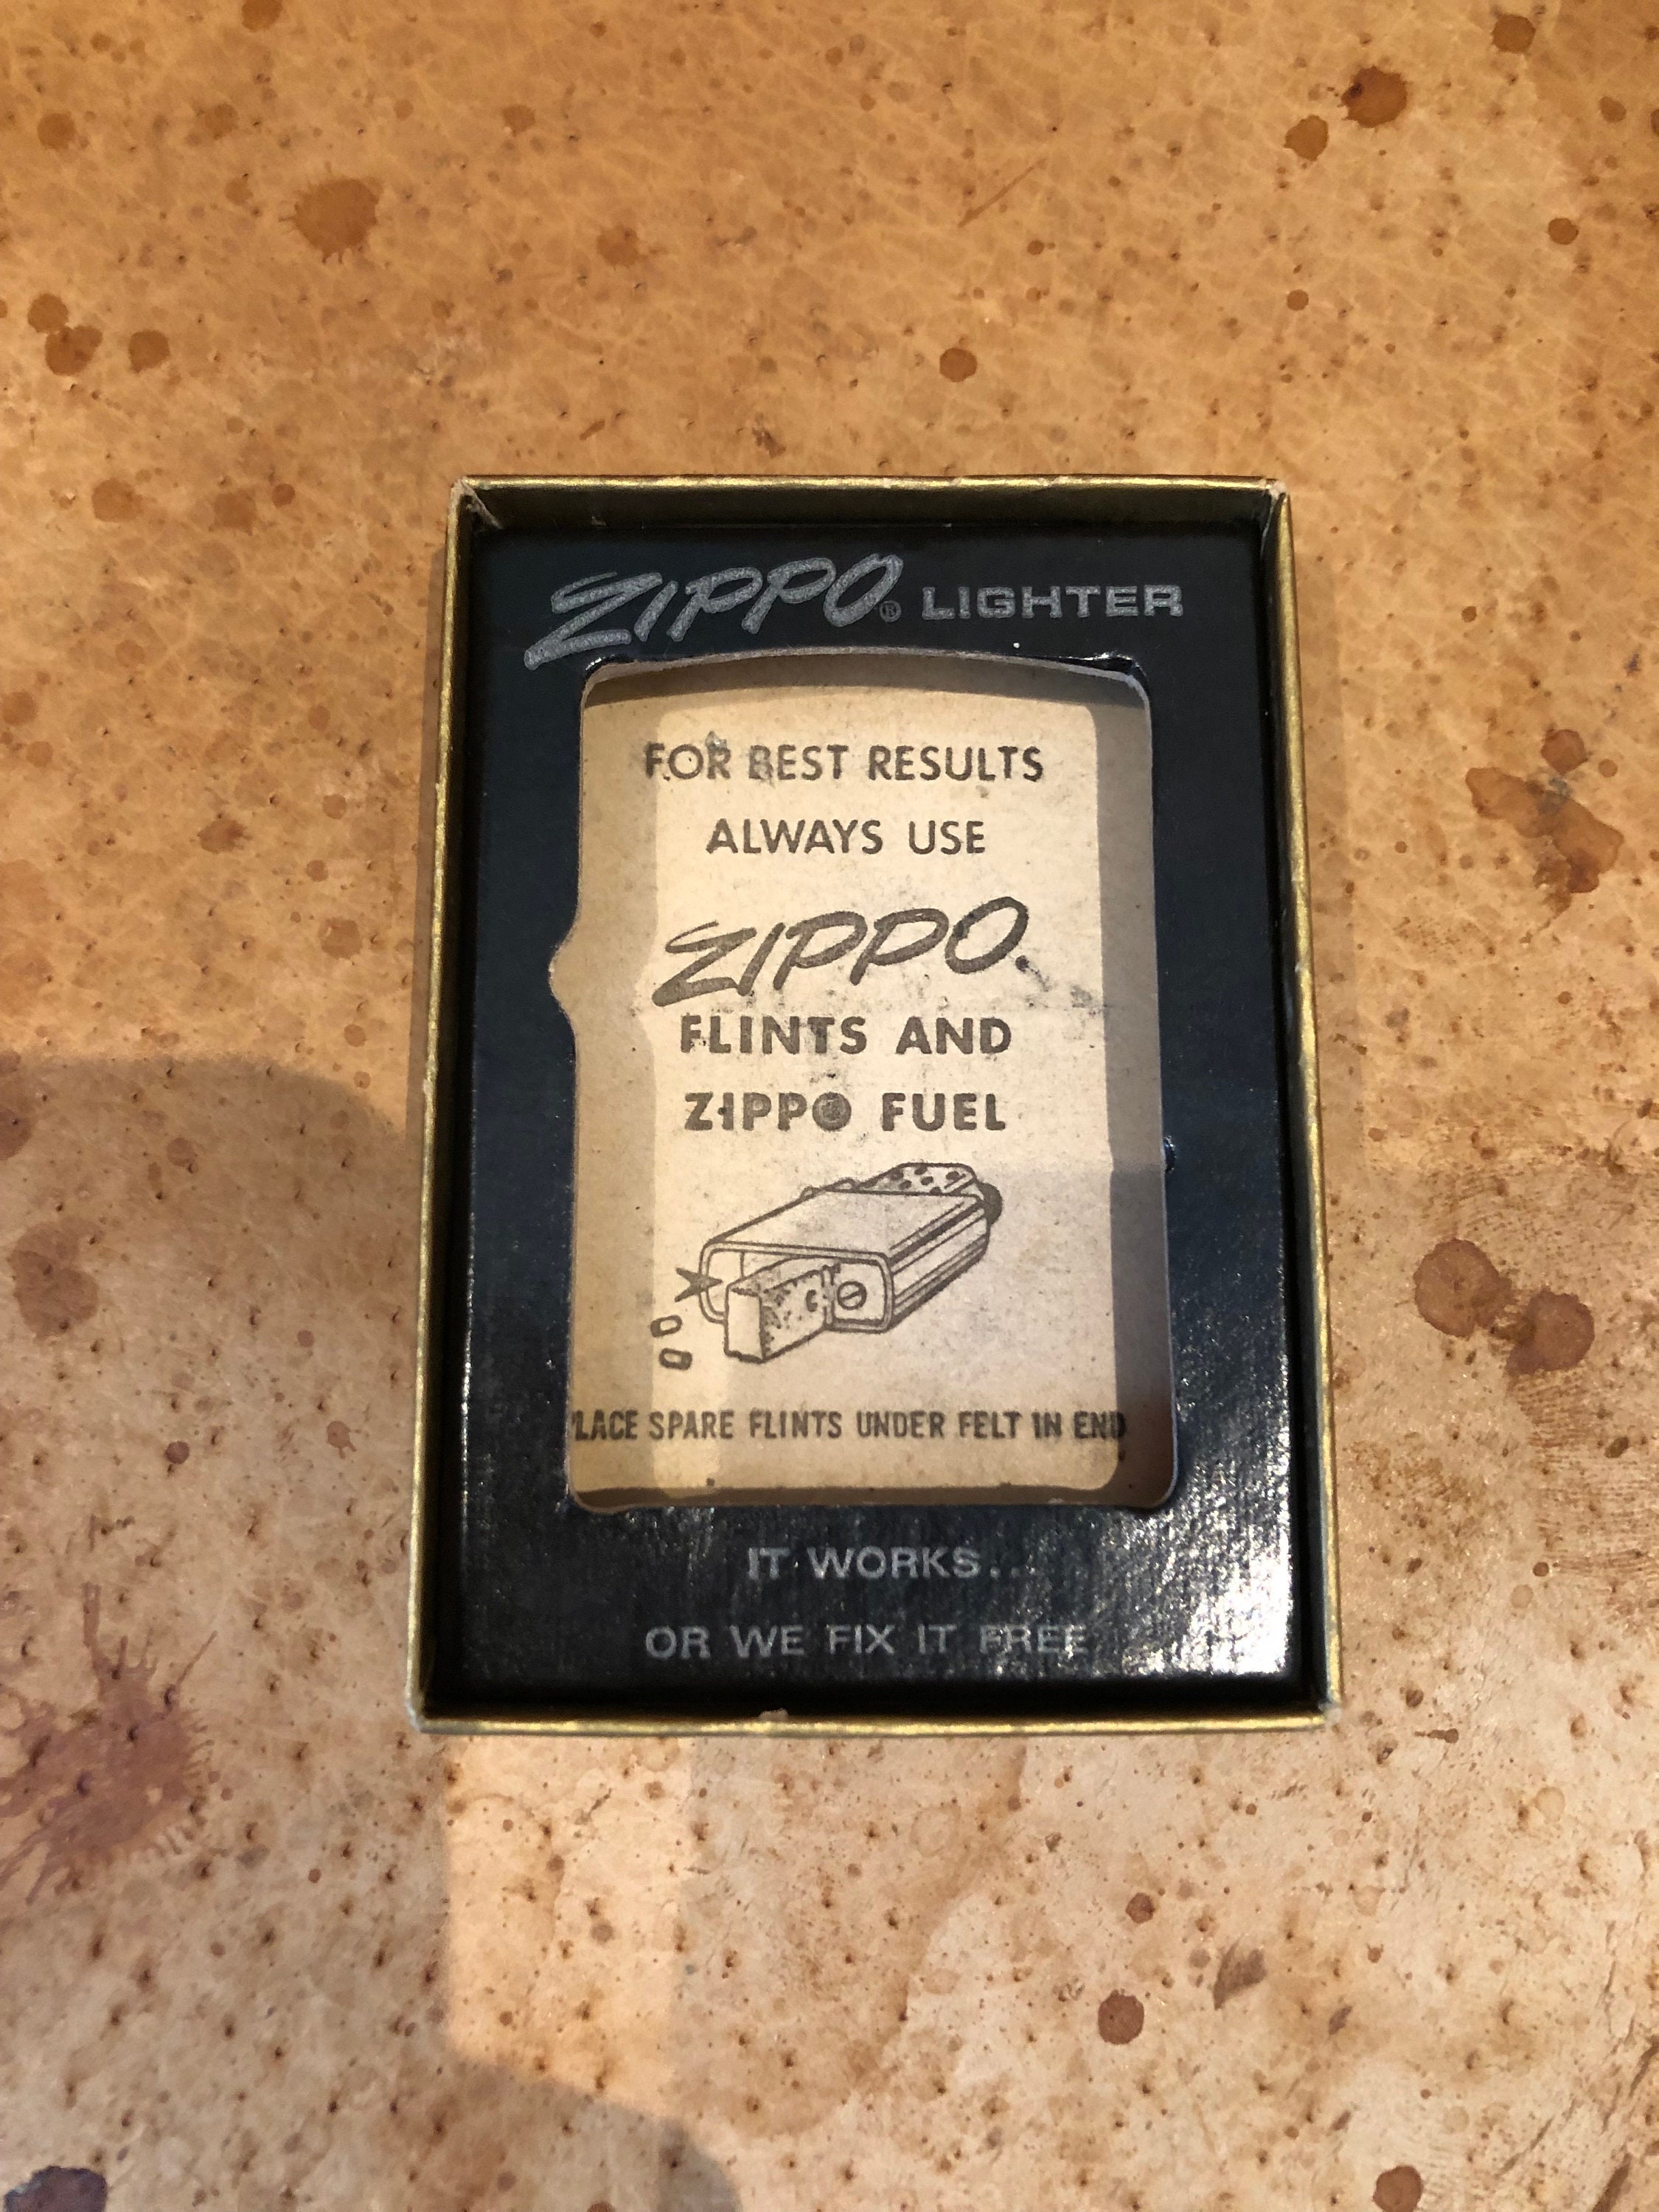 ZIPPO® LIGHTER
FOR BEST RESULTS
ALWAYS USE
ZIPPO.
FLINTS AND
ZIPPO FUEL
LACE SPARE FLINTS UNDER FELT IN END
IT WORKS...
OR WE FIX IT FREE